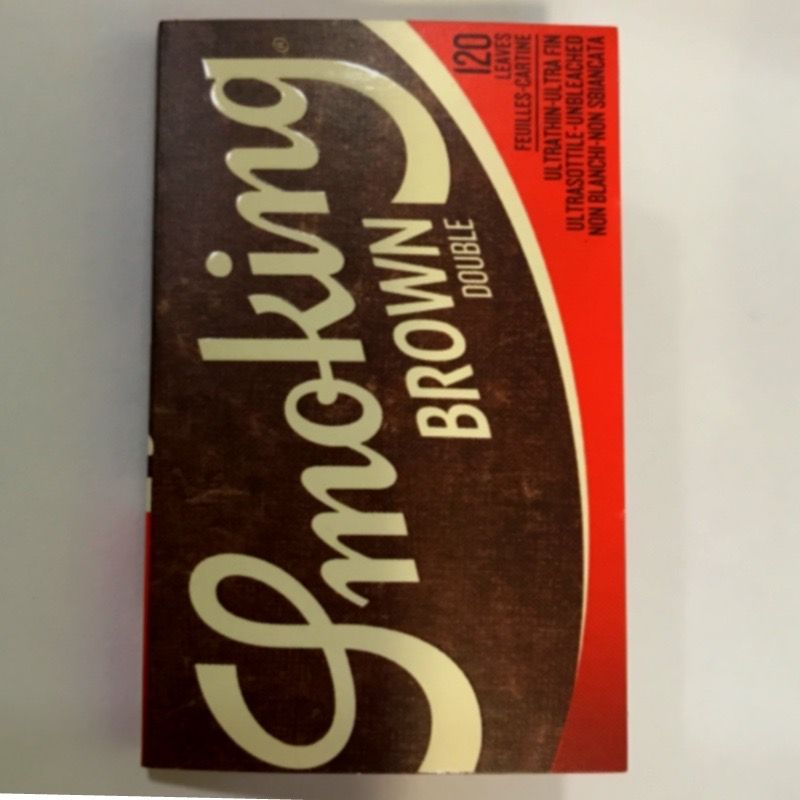 Smoking®
BROWN
DOUBLE
120
LEAVES
FEUILLES-CARTINE
ULTRATHIN-ULTRA FIN
ULTRASOTTILE-UNBLEACHED
NON BLANCHI-NON SBIANCATA